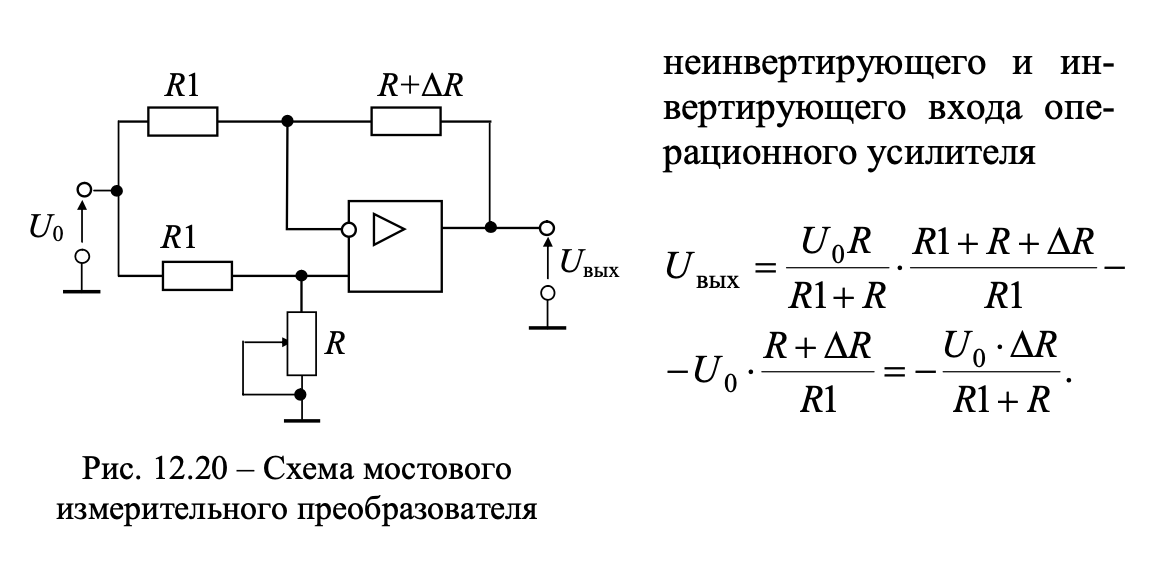 R1
R+ΔR
U₀
R1
Uвых
R
Рис. 12.20 – Схема мостового
измерительного преобразователя
неинвертирующего и ин-
вертирующего входа опе-
рационного усилителя
Uвых = U₀R / (R1 + R) · (R1 + R + ΔR) / R1 –
– U₀ · (R + ΔR) / R1 = – (U₀ · ΔR) / (R1 + R).